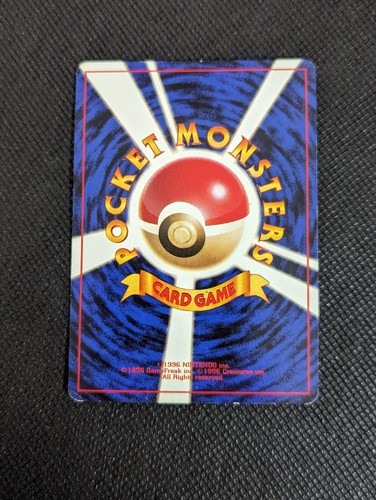 POCKET MONSTERS
CARD GAME
©1996 NINTENDO inc.
©1996 GameFreak inc. ©1996 Creatures inc.
All Rights reserved.